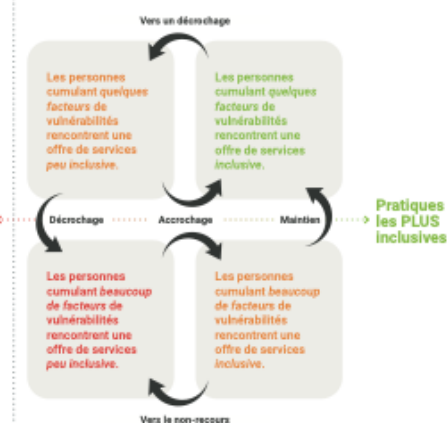 Vers un décrochage
Les personnes
cumulant quelques
facteurs de
vulnérabilités
rencontrent une
offre de services
peu inclusive.
Les personnes
cumulant quelques
facteurs de
vulnérabilités
rencontrent une
offre de services
inclusive.
Décrochage
Accrochage
Maintien
Pratiques
les PLUS
inclusives
Les personnes
cumulant beaucoup
de facteurs de
vulnérabilités
rencontrent une
offre de services
peu inclusive.
Les personnes
cumulant beaucoup
de facteurs de
vulnérabilités
rencontrent une
offre de services
inclusive.
Vers le non-recours